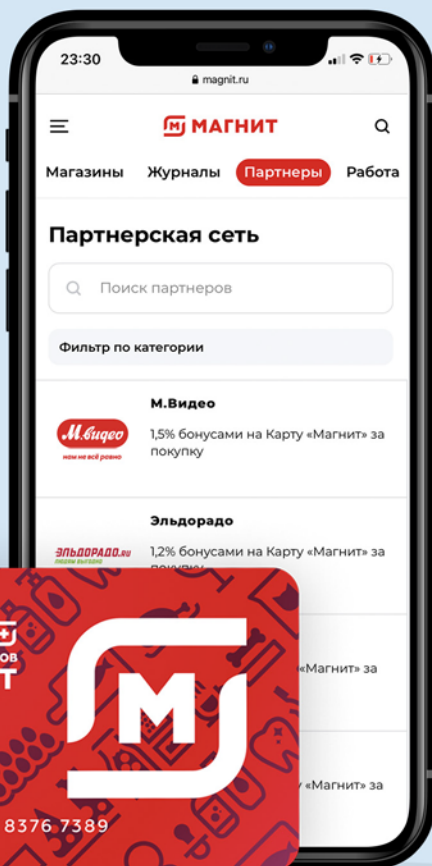 23:30
magnit.ru
МАГНИТ
Магазины Журналы Партнеры Работа
Партнерская сеть
Поиск партнеров
Фильтр по категории
М.Видео
М.видео
нам не всё равно
1,5% бонусами на Карту «Магнит» за
покупку
Эльдорадо
ЭЛЬДОРАДО.RU
1,2% бонусами на Карту «Магнит» за
покупку
«Магнит» за
«Магнит» за
М
8376 7389